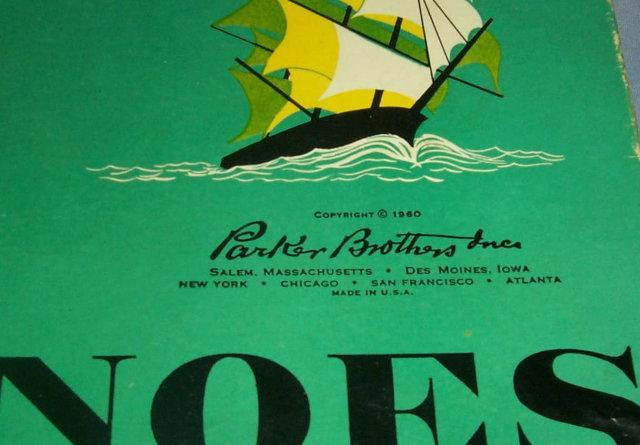 COPYRIGHT © 1960
Parker Brothers Inc.
SALEM, MASSACHUSETTS • DES MOINES, IOWA
NEW YORK • CHICAGO • SAN FRANCISCO • ATLANTA
MADE IN U.S.A.
NOES